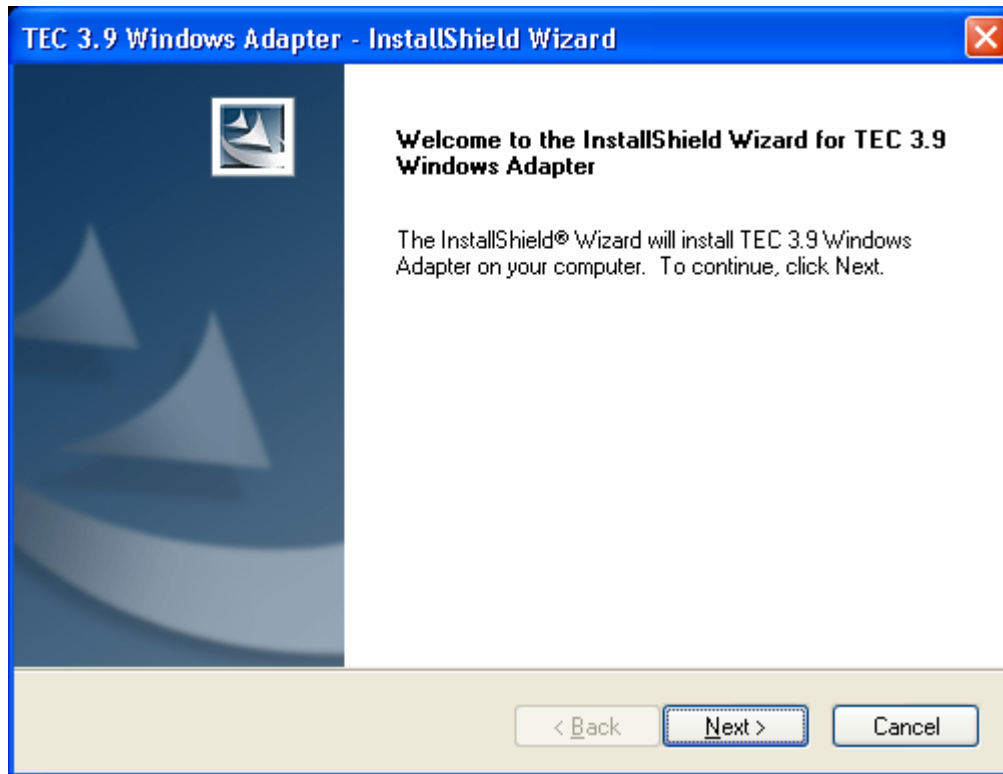 TEC 3.9 Windows Adapter - InstallShield Wizard
Welcome to the InstallShield Wizard for TEC 3.9
Windows Adapter
The InstallShield® Wizard will install TEC 3.9 Windows
Adapter on your computer.  To continue, click Next.
< Back
Next >
Cancel